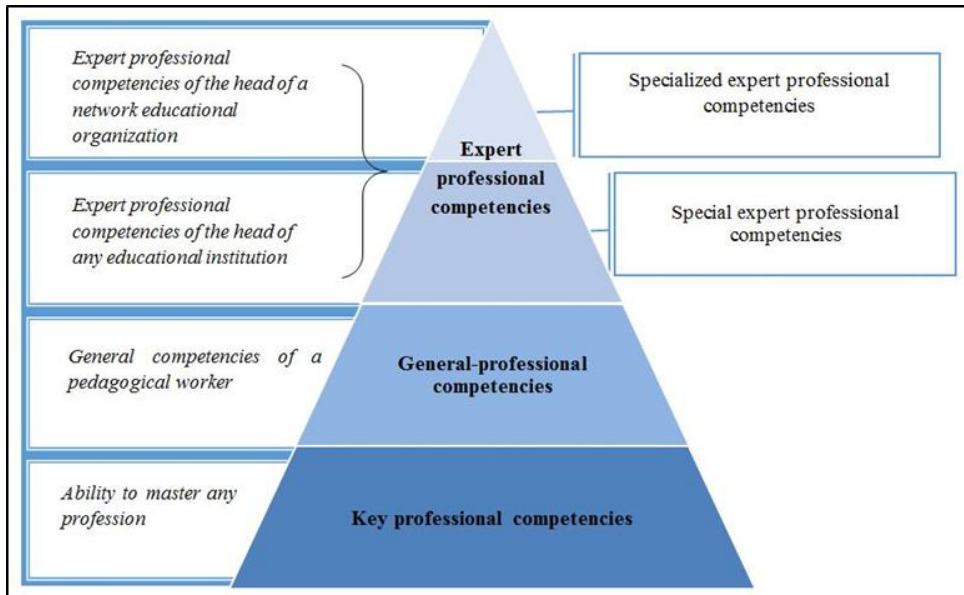 Expert professional
competencies of the head of a
network educational
organization
Expert professional
competencies of the head of
any educational institution
General competencies of a
pedagogical worker
Ability to master any
profession
Expert
professional
competencies
General-professional
competencies
Key professional competencies
Specialized expert professional
competencies
Special expert professional
competencies